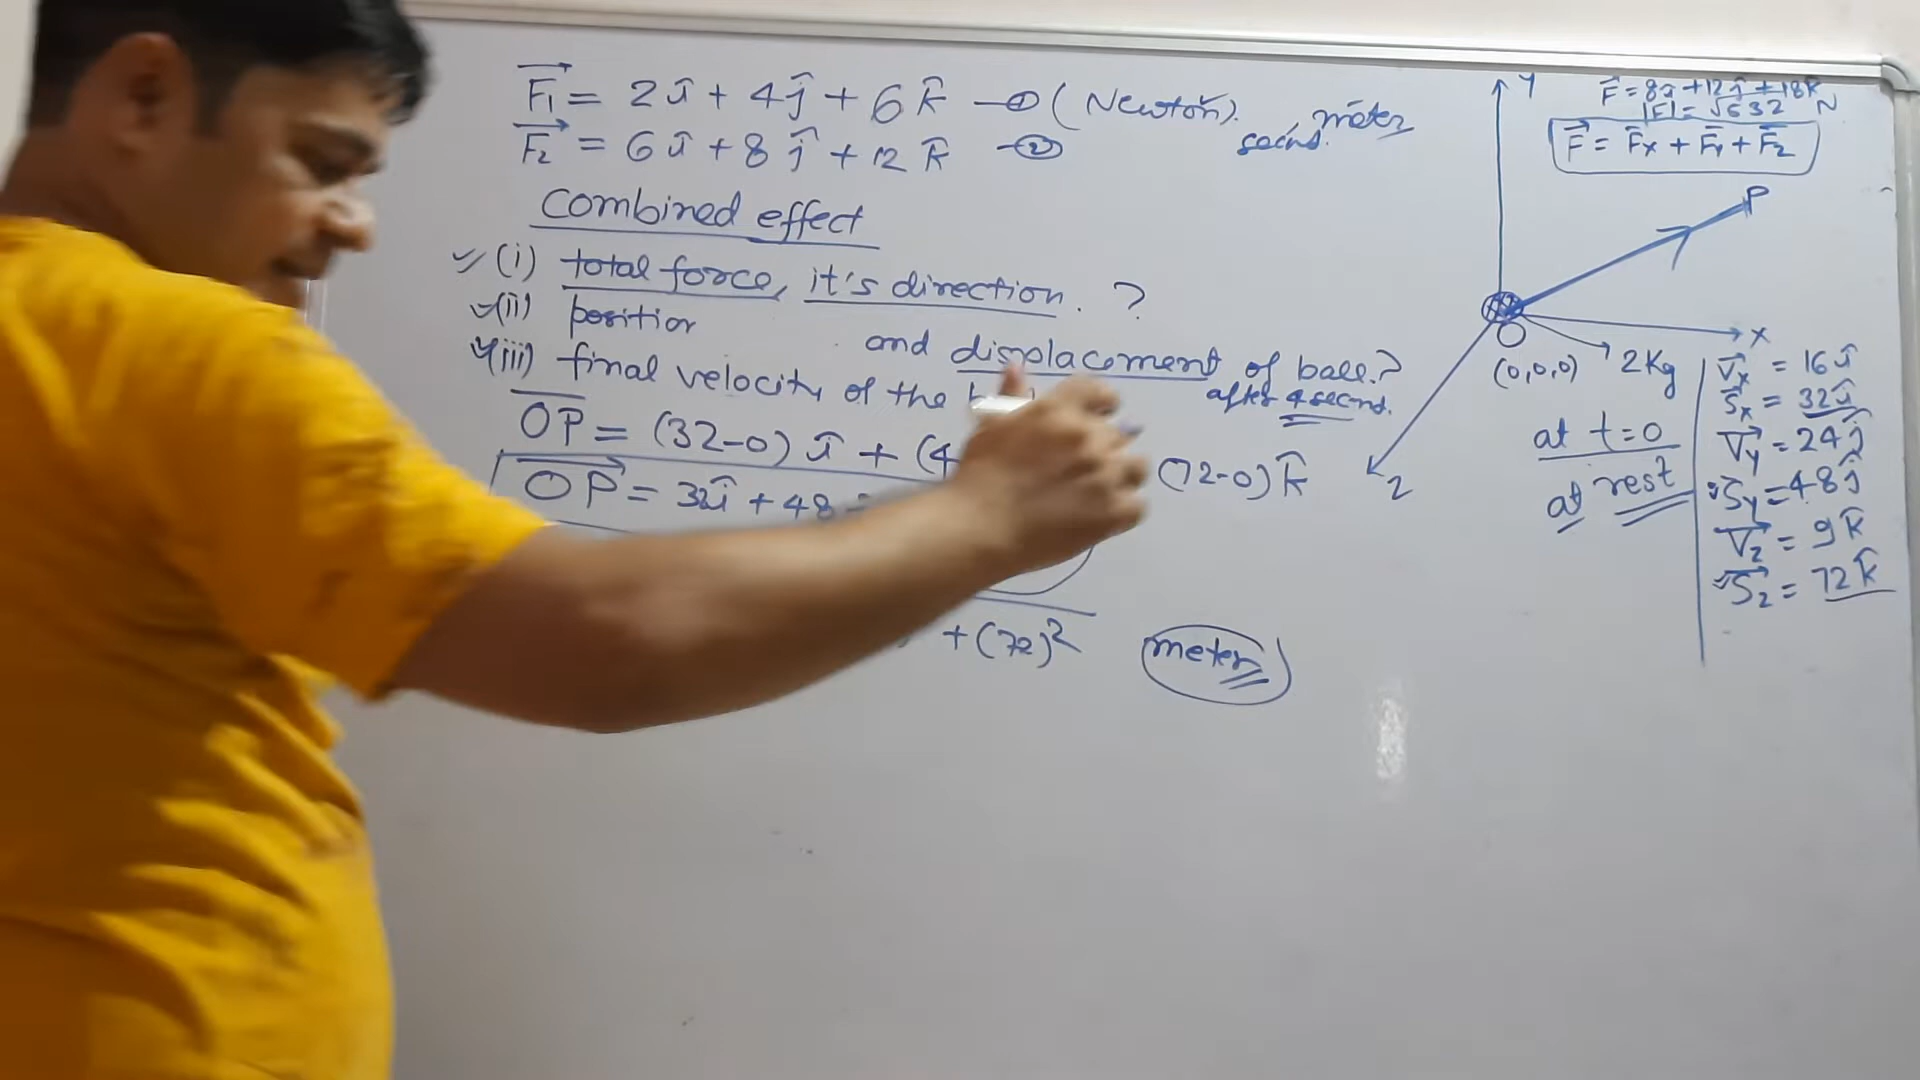 F₁ = 2î + 4ĵ + 6k̂ —① (Newton). meter
F₂ = 6î + 8ĵ + 12k̂ —② second.
combined effect
(i) total force, it's direction. ?
(ii) position and displacement of ball.?
(iii) final velocity of the after 4 second.
OP = (32-0) î + (4 (72-0) k̂
OP = 32î + 48
+ (72)² meter
Y
F = 8î + 12ĵ + 18k̂
|F| = √532 N
F = Fx + Fy + Fz
P
X
O
(0,0,0) 2Kg
Z
at t=0
at rest
Vx = 16î
Sx = 32î
Vy = 24ĵ
Sy = 48ĵ
Vz = 9k̂
Sz = 72k̂